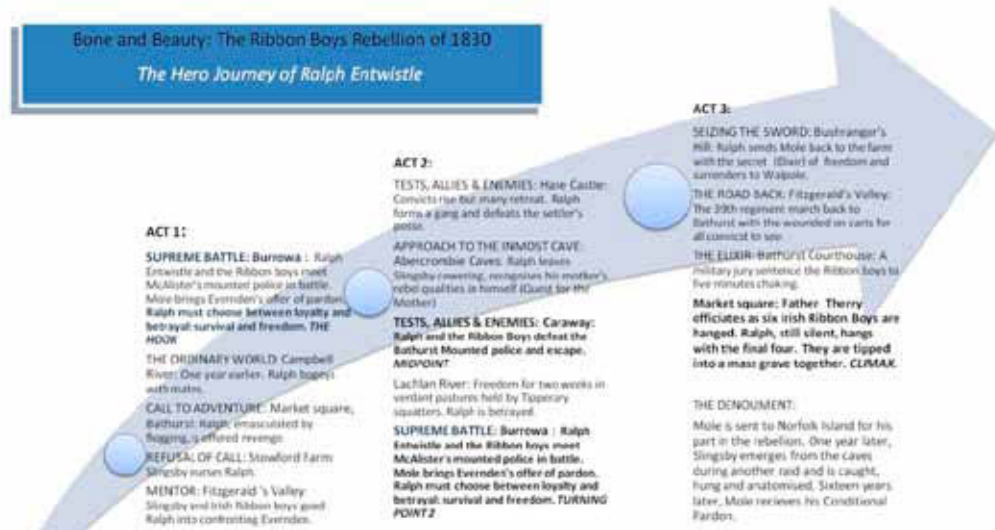 Bone and Beauty: The Ribbon Boys Rebellion of 1830
The Hero Journey of Ralph Entwistle
ACT 1:
SUPREME BATTLE: Burrowa : Ralph
Entwistle and the Ribbon boys meet
McAlister's mounted police in battle.
Mole brings Evernden's offer of pardon.
Ralph must choose between loyalty and
betrayal: survival and freedom. THE
HOOK
THE ORDINARY WORLD: Campbell
River: One year earlier. Ralph bogeys
with mates.
CALL TO ADVENTURE: Market square,
Bathurst: Ralph, emasculated by
flogging, is offered revenge.
REFUSAL OF CALL: Stowford Farm:
Slingsby nurses Ralph.
MENTOR: Fitzgerald 's Valley:
Slingsby and Irish Ribbon boys goad
Ralph into confronting Evernden.
ACT 2:
TESTS, ALLIES & ENEMIES: Castle:
Convicts rise but many retreat. Ralph
forms a gang and defeats the settler's
posse.
APPROACH TO THE INMOST CAVE:
Abercrombie Caves: Ralph leaves
Slingsby cowering, recognises his mother's
rebel qualities in himself (Quest for the
Mother)
TESTS, ALLIES & ENEMIES: Caraway:
Ralph and the Ribbon Boys defeat the
Bathurst Mounted police and escape.
MIDPOINT
Lachlan River: Freedom for two weeks in
verdant pastures held by Tipperary
squatters. Ralph is betrayed.
SUPREME BATTLE: Burrowa : Ralph
Entwistle and the Ribbon boys meet
McAlister's mounted police in battle.
Mole brings Evernden's offer of pardon.
Ralph must choose between loyalty and
betrayal: survival and freedom. TURNING
POINT 2
ACT 3:
SEIZING THE SWORD: Bushranger's
Hill: Ralph sends Mole back to the farm
with the secret (Elixir) of freedom and
surrenders to Walpole.
THE ROAD BACK: Fitzgerald's Valley:
The 39th regiment march back to
Bathurst with the wounded on carts for
all convicts to see.
THE ELIXIR: Bathurst Courthouse: A
military jury sentence the Ribbon boys to
five minutes choking.
Market square: Father Therry
officiates as six Irish Ribbon Boys are
hanged. Ralph, still silent, hangs
with the final four. They are tipped
into a mass grave together. CLIMAX.
THE DENOUMENT:
Mole is sent to Norfolk Island for his
part in the rebellion. One year later,
Slingsby emerges from the caves
during another raid and is caught,
hung and anatomised. Sixteen years
later, Mole recieves his Conditional
Pardon.